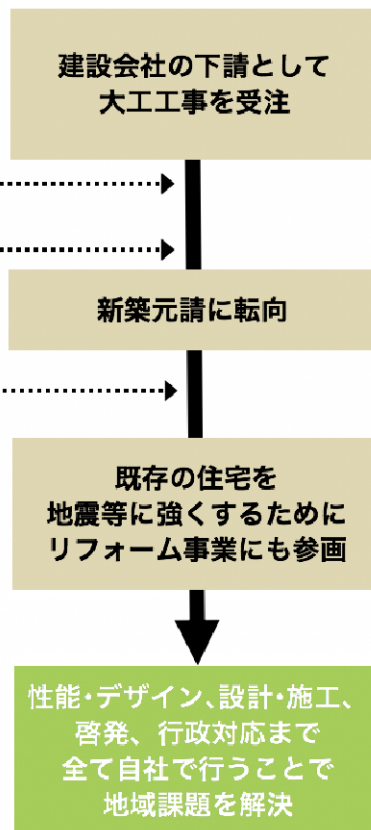 建設会社の下請として
大工工事を受注
新築元請に転向
既存の住宅を
地震等に強くするために
リフォーム事業にも参画
性能・デザイン、設計・施工、
啓発、行政対応まで
全て自社で行うことで
地域課題を解決